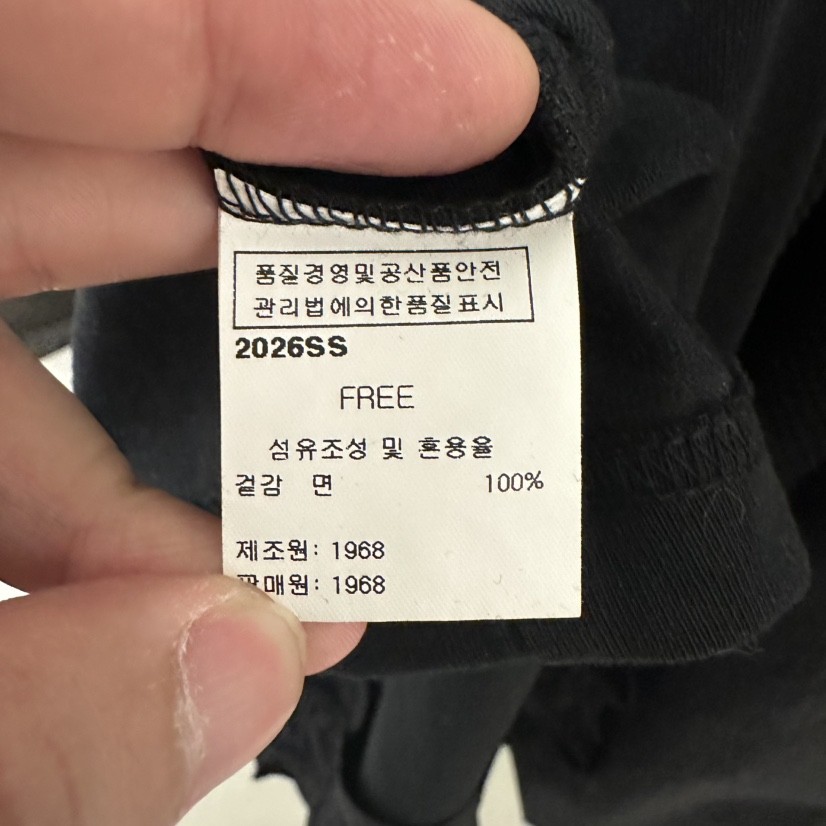 품질경영및공산품안전
관리법에의한품질표시
2026SS
FREE
섬유조성 및 혼용율
겉감 면 100%
제조원: 1968
판매원: 1968